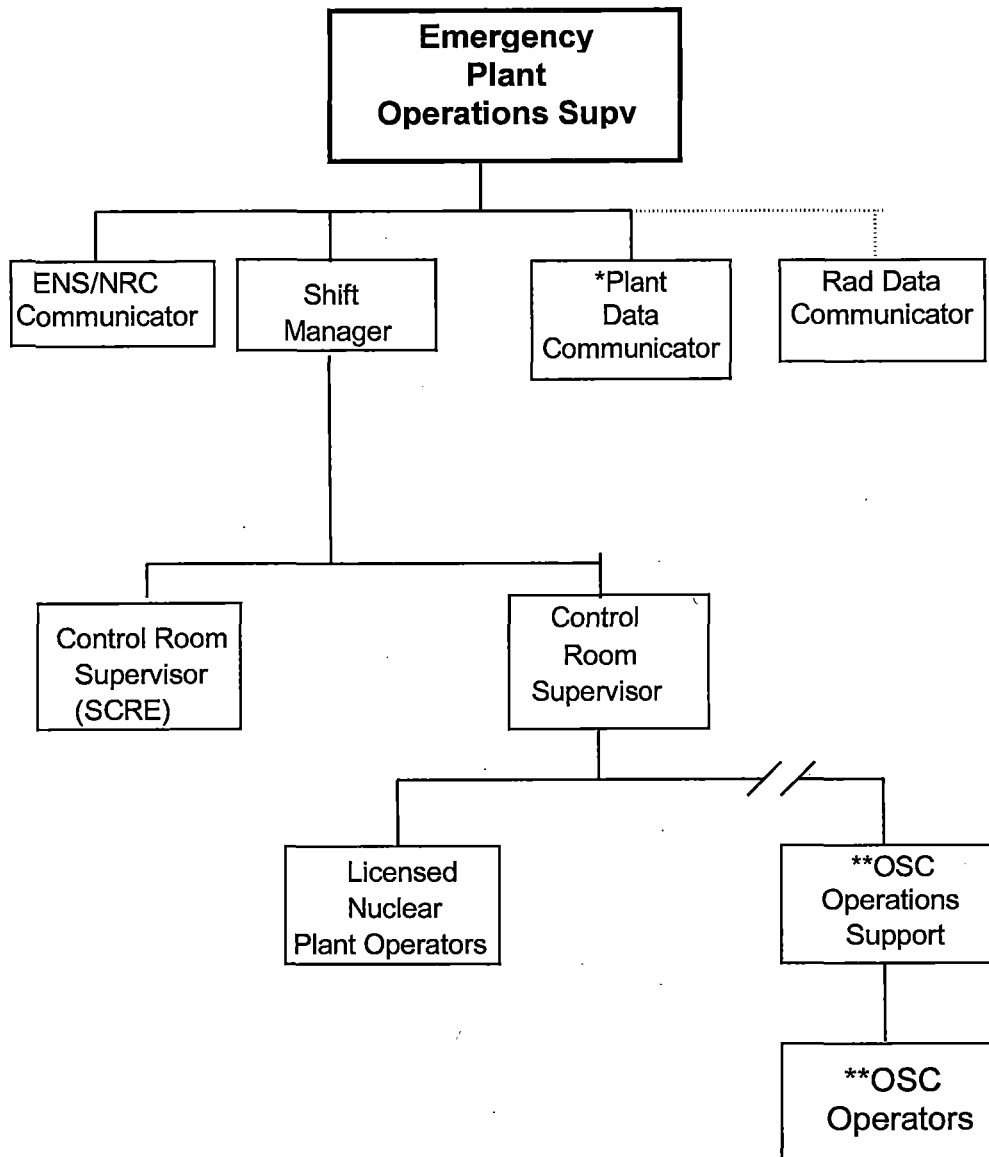 Emergency
Plant
Operations Supv
ENS/NRC
Communicator
Shift
Manager
*Plant
Data
Communicator
Rad Data
Communicator
Control Room
Supervisor
(SCRE)
Control
Room
Supervisor
Licensed
Nuclear
Plant Operators
**OSC
Operations
Support
**OSC
Operators